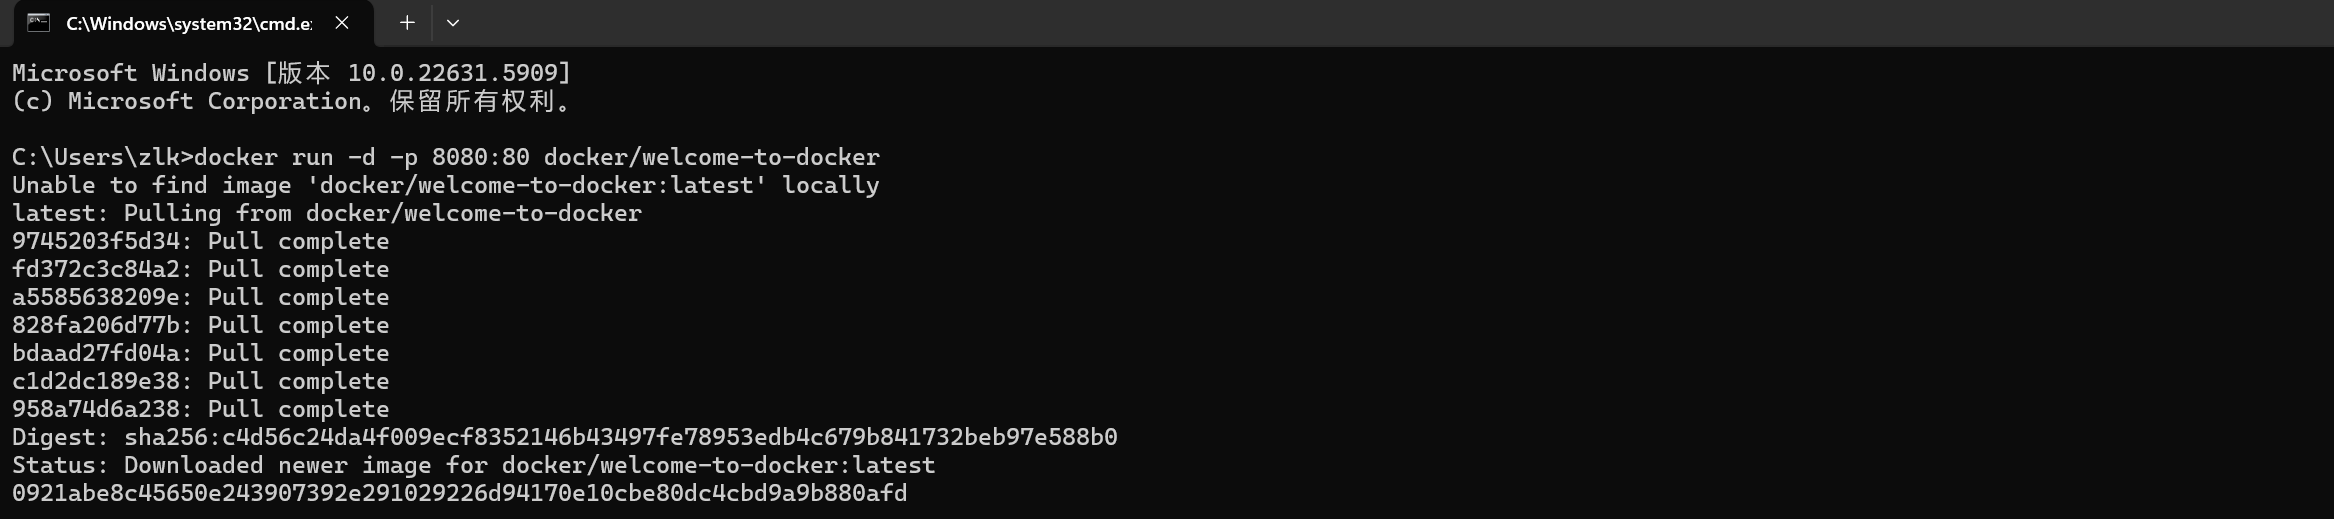 C:\Windows\system32\cmd.e
Microsoft Windows [版本 10.0.22631.5909]
(c) Microsoft Corporation。保留所有权利。
C:\Users\zlk>docker run -d -p 8080:80 docker/welcome-to-docker
Unable to find image 'docker/welcome-to-docker:latest' locally
latest: Pulling from docker/welcome-to-docker
9745203f5d34: Pull complete
fd372c3c84a2: Pull complete
a5585638209e: Pull complete
828fa206d77b: Pull complete
bdaad27fd04a: Pull complete
c1d2dc189e38: Pull complete
958a74d6a238: Pull complete
Digest: sha256:c4d56c24da4f009ecf8352146b43497fe78953edb4c679b841732beb97e588b0
Status: Downloaded newer image for docker/welcome-to-docker:latest
0921abe8c45650e243907392e291029226d94170e10cbe80dc4cbd9a9b880afd